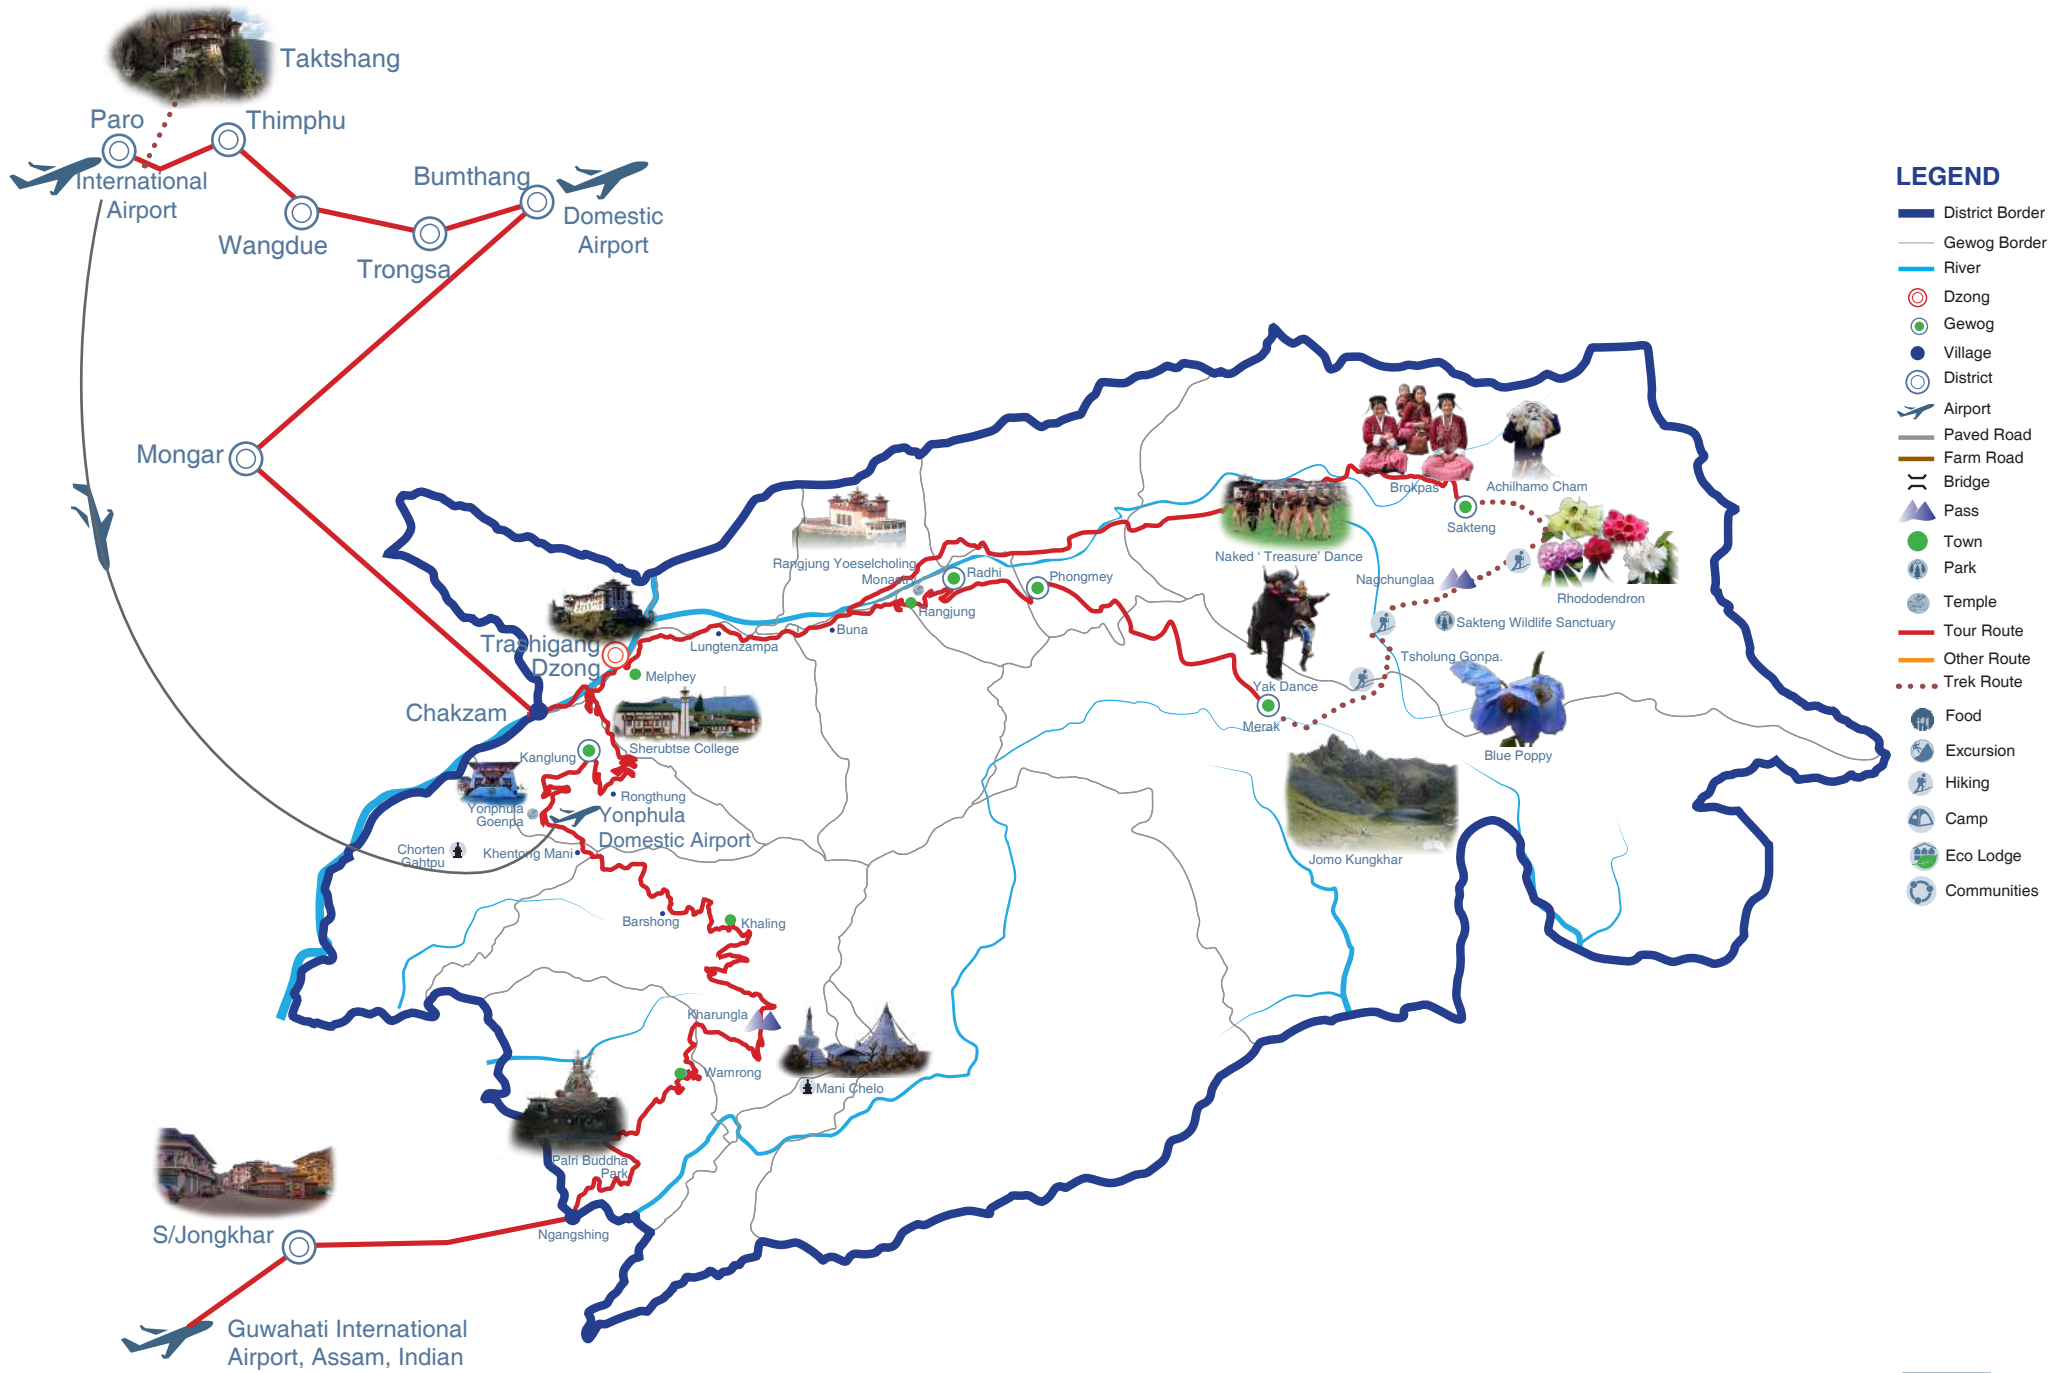 Taktshang
Paro
Thimphu
International
Airport
Bumthang
Domestic
Airport
Wangdue
Trongsa
Mongar
LEGEND
District Border
Gewog Border
River
Dzong
Gewog
Village
District
Airport
Paved Road
Farm Road
Bridge
Pass
Town
Park
Temple
Tour Route
Other Route
Trek Route
Food
Excursion
Hiking
Camp
Eco Lodge
Communities
Brokpas
Achilhamo Cham
Sakteng
Naked ‘ Treasure’ Dance
Rangjung Yoeselcholing
Monastry
Radhi
Phongmey
Rangjung
Nagchunglaa
Rhododendron
Sakteng Wildlife Sanctuary
Buna
Lungtenzampa
Trashigang
Dzong
Melphey
Tsholung Gonpa.
Yak Dance
Merak
Chakzam
Sherubtse College
Kanglung
Blue Poppy
Rongthung
Yonphula
Goenpa
Yonphula
Domestic Airport
Chorten
Gahtpu
Khentong Mani
Jomo Kungkhar
Barshong
Khaling
Kharungla
Wamrong
Mani Chelo
Palri Buddha
Park
Ngangshing
S/Jongkhar
Guwahati International
Airport, Assam, Indian